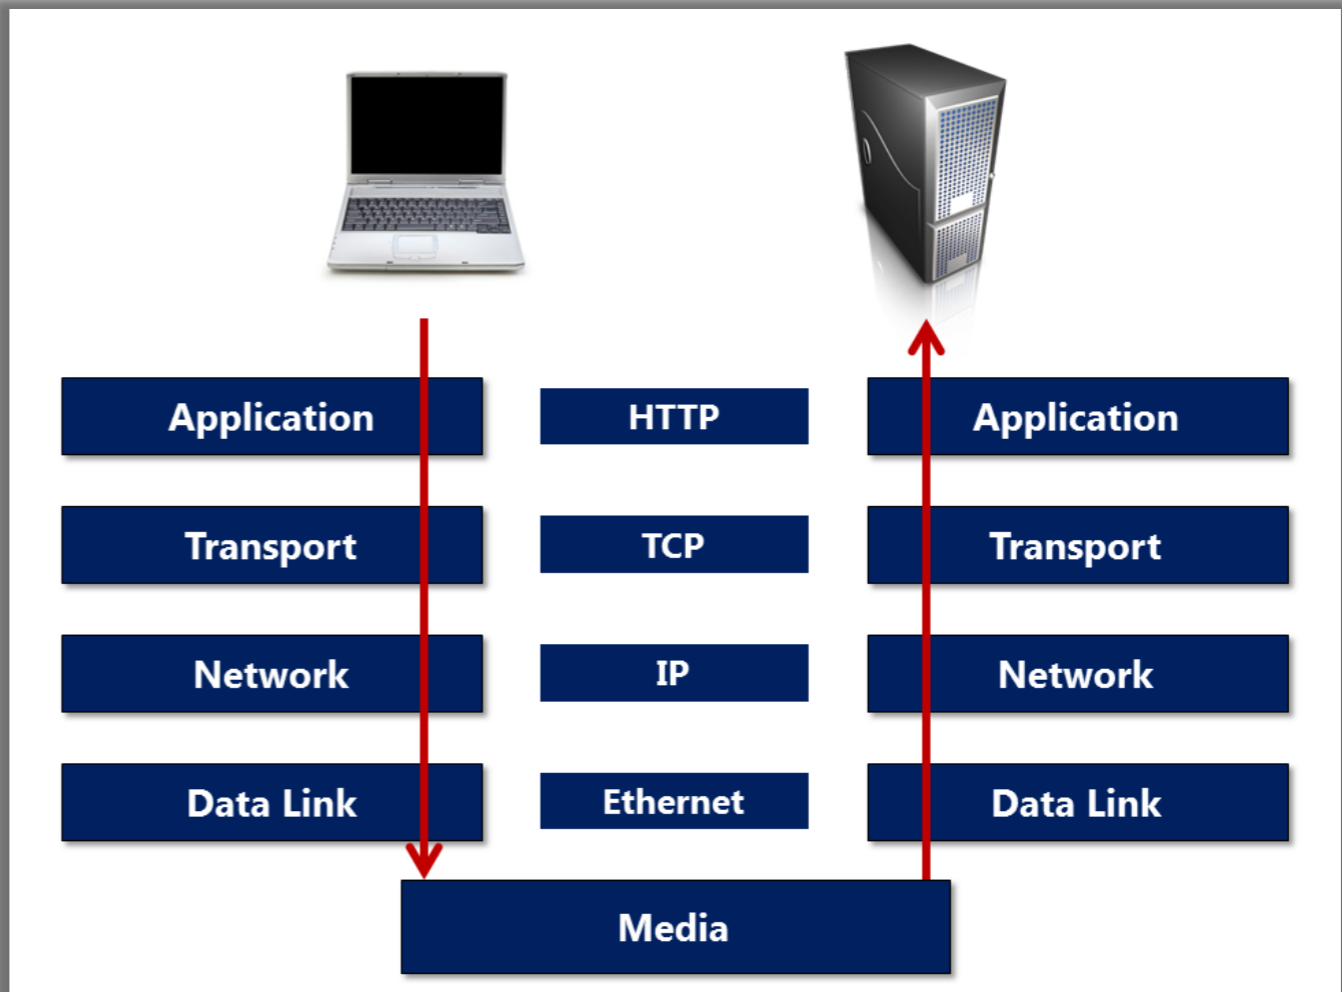 Application
HTTP
Application
Transport
TCP
Transport
Network
IP
Network
Data Link
Ethernet
Data Link
Media